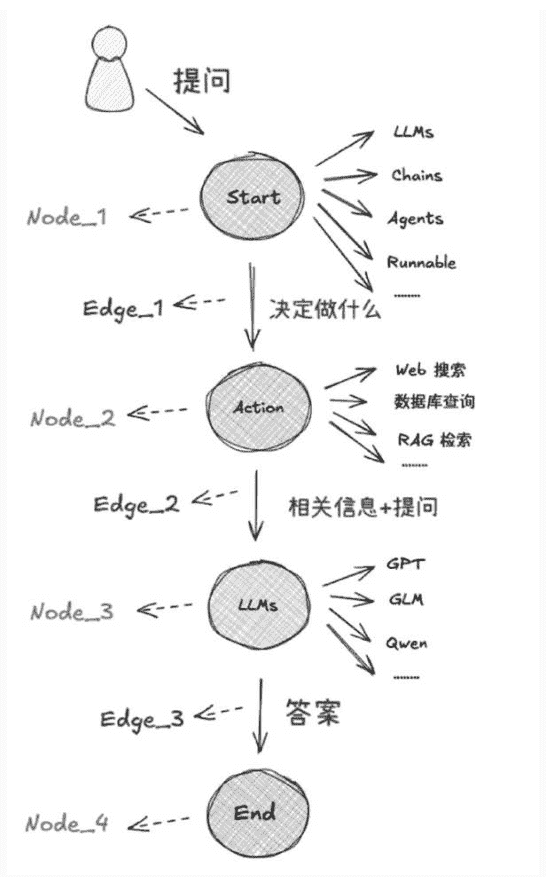 提问
LLMs
Chains
Start
Node_1
Agents
Runnable
........
Edge_1
决定做什么
Web 搜索
数据库查询
Action
Node_2
RAG 检索
........
Edge_2
相关信息+提问
GPT
GLM
LLMs
Node_3
Qwen
........
Edge_3
答案
End
Node_4